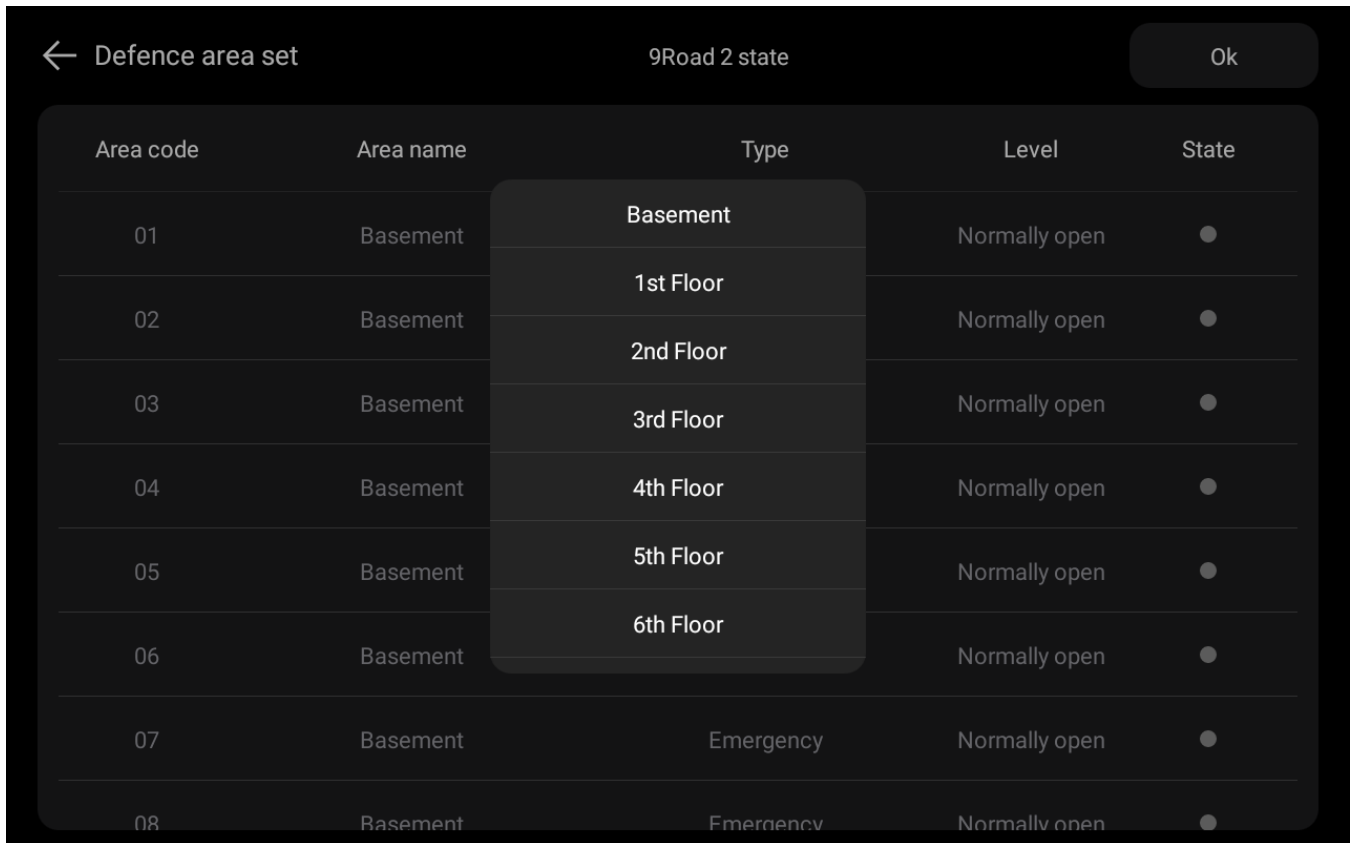 Defence area set 9Road 2 state Ok
Area code Area name Type Level State
Basement
1st Floor
2nd Floor
3rd Floor
4th Floor
5th Floor
6th Floor
01 Basement Normally open
02 Basement Normally open
03 Basement Normally open
04 Basement Normally open
05 Basement Normally open
06 Basement Normally open
07 Basement Emergency Normally open
08 Basement Emergency Normally open